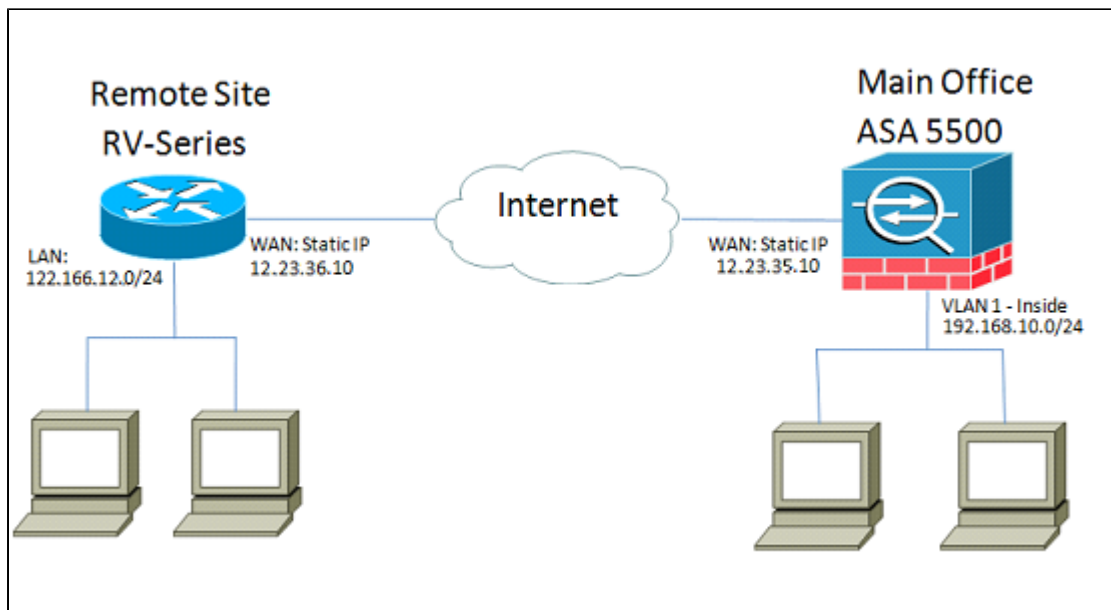 Remote Site
RV-Series
LAN:
122.166.12.0/24
WAN: Static IP
12.23.36.10
Internet
Main Office
ASA 5500
WAN: Static IP
12.23.35.10
VLAN 1 - Inside
192.168.10.0/24